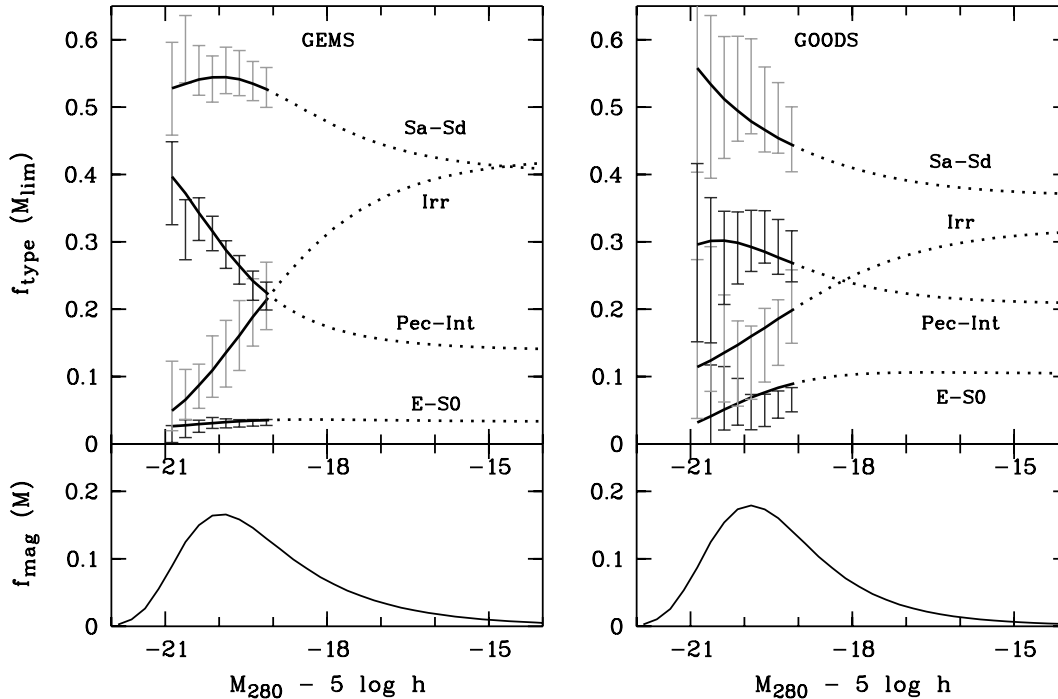 GEMS
GOODS
0.6
0.5
0.4
0.3
0.2
0.1
0
f_type (M_lim)
Sa-Sd
Irr
Pec-Int
E-S0
Sa-Sd
Irr
Pec-Int
E-S0
0.6
0.5
0.4
0.3
0.2
0.1
0
-21
-18
-15
-21
-18
-15
f_mag (M)
0.2
0.1
0
0.2
0.1
0
-21
-18
-15
-21
-18
-15
M_280 - 5 log h
M_280 - 5 log h